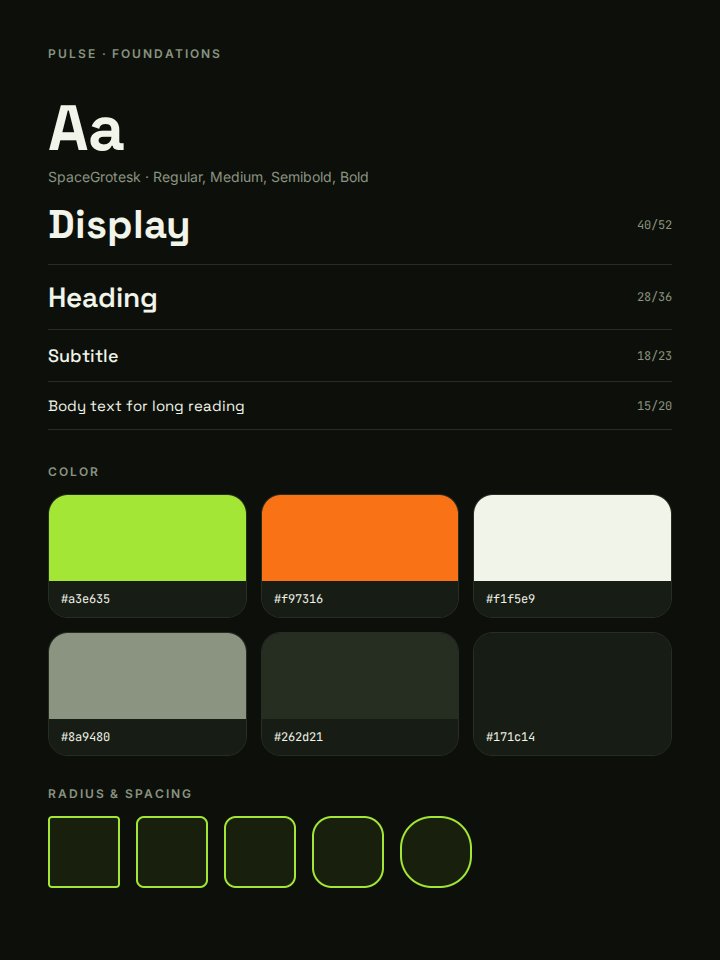 PULSE · FOUNDATIONS
Aa
SpaceGrotesk · Regular, Medium, Semibold, Bold
Display 40/52
Heading 28/36
Subtitle 18/23
Body text for long reading 15/20
COLOR
#a3e635 #f97316 #f1f5e9
#8a9480 #262d21 #171c14
RADIUS & SPACING